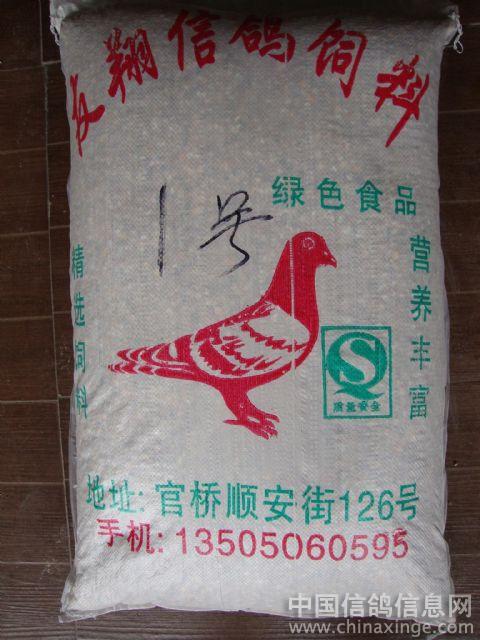 友翔信鸽饲料
1号
绿色食品
精选饲料
营养丰富
质量安全
地址: 官桥顺安街126号
手机: 13505060595
中国信鸽信息网
www.chinaxinge.com